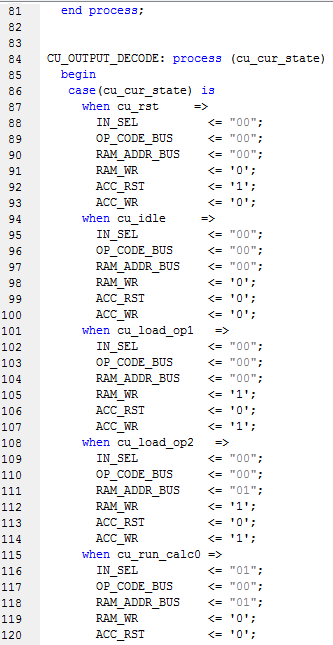 81 end process;
82
83
84 CU_OUTPUT_DECODE: process (cu_cur_state)
85 begin
86 case(cu_cur_state) is
87 when cu_rst =>
88 IN_SEL <= "00";
89 OP_CODE_BUS <= "00";
90 RAM_ADDR_BUS <= "00";
91 RAM_WR <= '0';
92 ACC_RST <= '1';
93 ACC_WR <= '0';
94 when cu_idle =>
95 IN_SEL <= "00";
96 OP_CODE_BUS <= "00";
97 RAM_ADDR_BUS <= "00";
98 RAM_WR <= '0';
99 ACC_RST <= '0';
100 ACC_WR <= '0';
101 when cu_load_op1 =>
102 IN_SEL <= "00";
103 OP_CODE_BUS <= "00";
104 RAM_ADDR_BUS <= "00";
105 RAM_WR <= '1';
106 ACC_RST <= '0';
107 ACC_WR <= '1';
108 when cu_load_op2 =>
109 IN_SEL <= "00";
110 OP_CODE_BUS <= "00";
111 RAM_ADDR_BUS <= "01";
112 RAM_WR <= '1';
113 ACC_RST <= '0';
114 ACC_WR <= '1';
115 when cu_run_calc0 =>
116 IN_SEL <= "01";
117 OP_CODE_BUS <= "00";
118 RAM_ADDR_BUS <= "01";
119 RAM_WR <= '0';
120 ACC_RST <= '0';